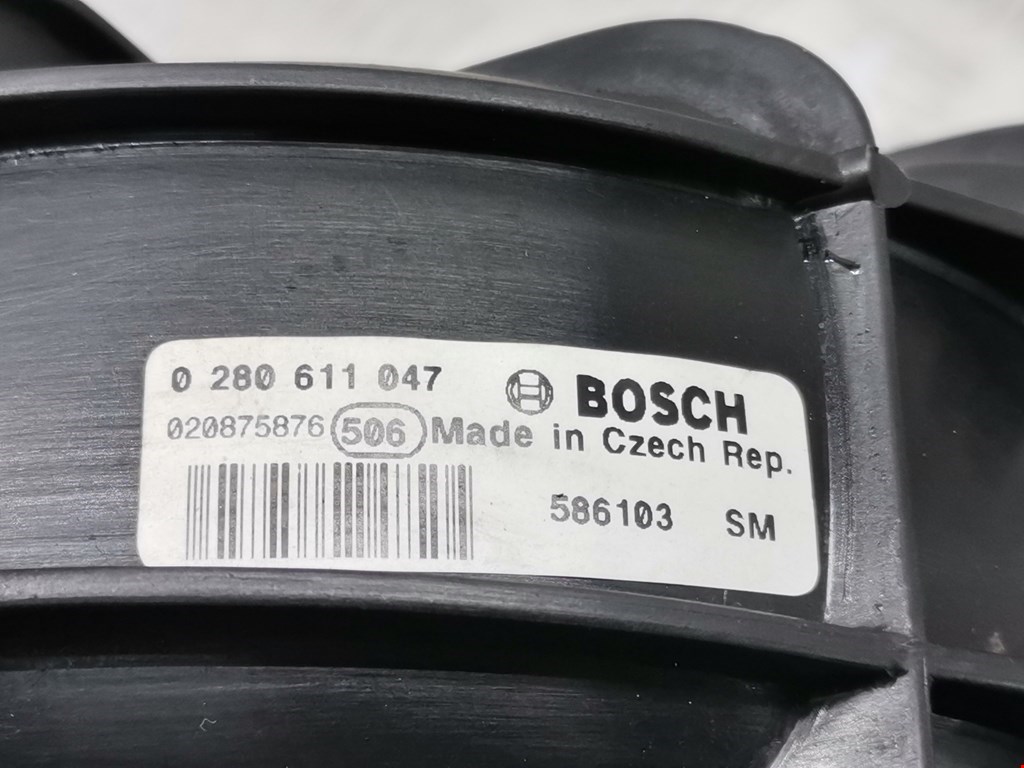 0 280 611 047
BOSCH
020875876 506 Made in Czech Rep.
586103 SM